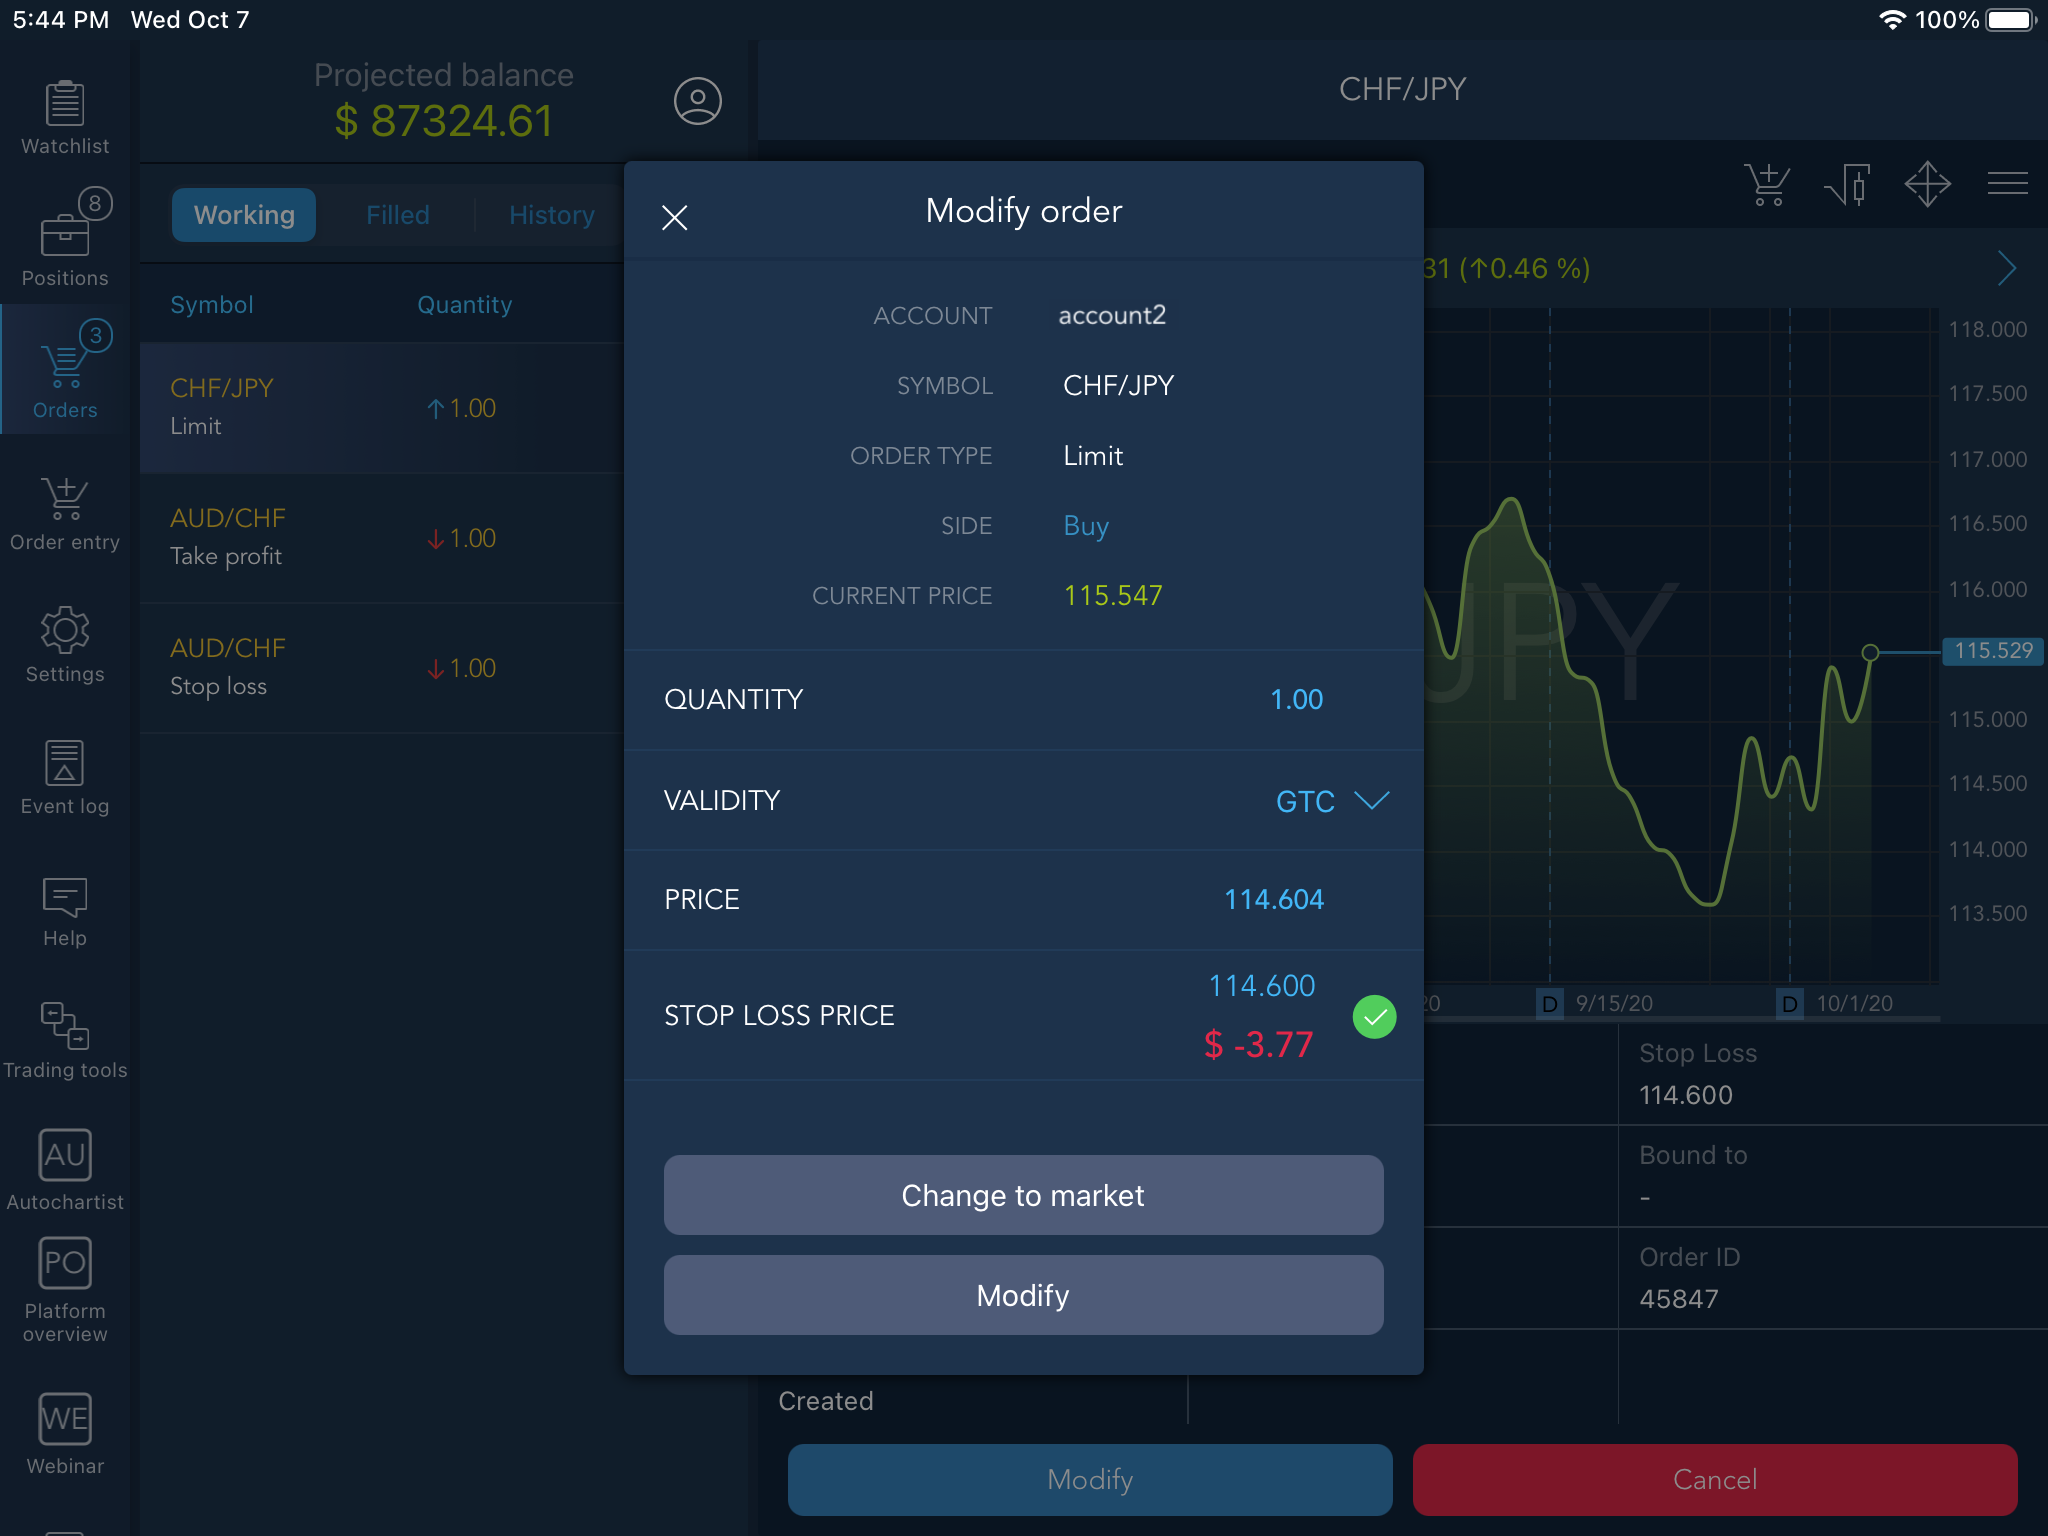 5:44 PM Wed Oct 7
100%
Watchlist
8
Positions
3
Orders
Order entry
Settings
Event log
Help
Trading tools
AU
Autochartist
PO
Platform
overview
WE
Webinar
Projected balance
$ 87324.61
Working Filled History
Symbol Quantity
CHF/JPY
Limit
↑1.00
AUD/CHF
Take profit
↓1.00
AUD/CHF
Stop loss
↓1.00
Modify order
ACCOUNT account2
SYMBOL CHF/JPY
ORDER TYPE Limit
SIDE Buy
CURRENT PRICE 115.547
QUANTITY 1.00
VALIDITY GTC
PRICE 114.604
STOP LOSS PRICE
114.600
$ -3.77
Change to market
Modify
CHF/JPY
31 (↑0.46 %)
JPY
118.000
117.500
117.000
116.500
116.000
115.529
115.000
114.500
114.000
113.500
20 D 9/15/20 D 10/1/20
Stop Loss
114.600
Bound to
-
Order ID
45847
Created
Modify
Cancel